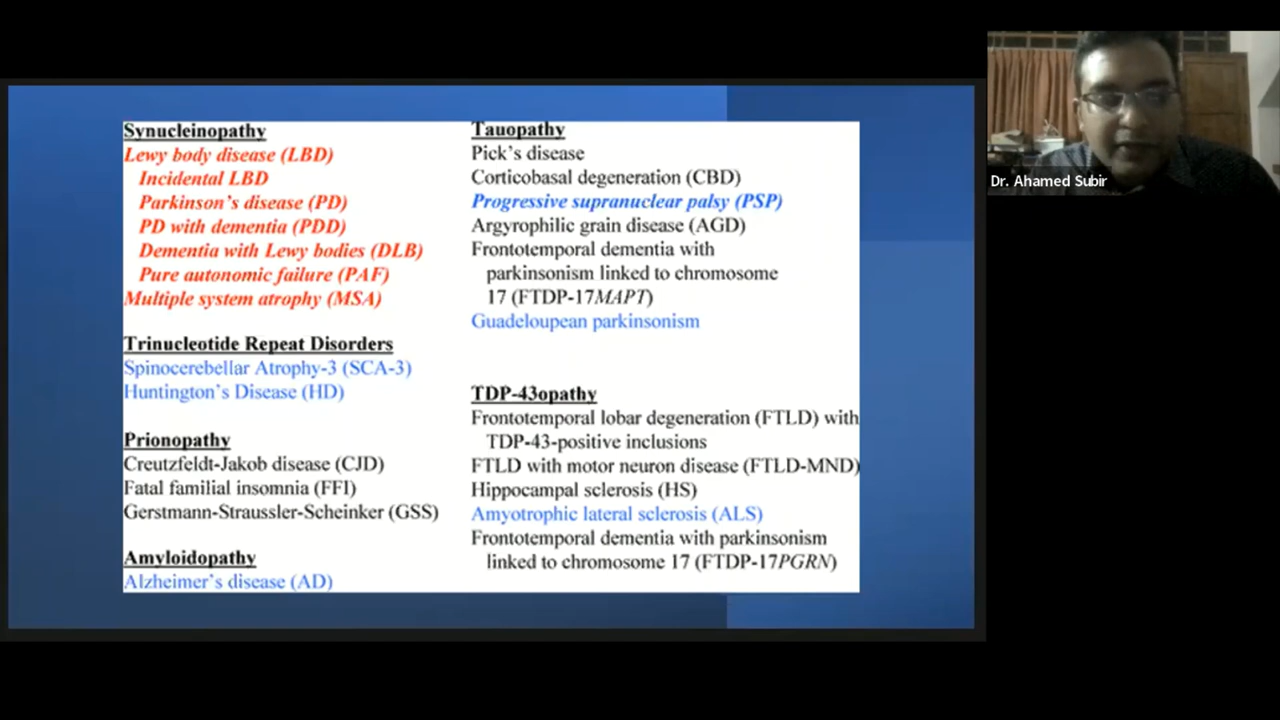 Synucleinopathy
Lewy body disease (LBD)
Incidental LBD
Parkinson's disease (PD)
PD with dementia (PDD)
Dementia with Lewy bodies (DLB)
Pure autonomic failure (PAF)
Multiple system atrophy (MSA)
Trinucleotide Repeat Disorders
Spinocerebellar Atrophy-3 (SCA-3)
Huntington's Disease (HD)
Prionopathy
Creutzfeldt-Jakob disease (CJD)
Fatal familial insomnia (FFI)
Gerstmann-Straussler-Scheinker (GSS)
Amyloidopathy
Alzheimer's disease (AD)
Tauopathy
Pick's disease
Corticobasal degeneration (CBD)
Progressive supranuclear palsy (PSP)
Argyrophilic grain disease (AGD)
Frontotemporal dementia with
parkinsonism linked to chromosome
17 (FTDP-17MAPT)
Guadeloupean parkinsonism
TDP-43opathy
Frontotemporal lobar degeneration (FTLD) with
TDP-43-positive inclusions
FTLD with motor neuron disease (FTLD-MND)
Hippocampal sclerosis (HS)
Amyotrophic lateral sclerosis (ALS)
Frontotemporal dementia with parkinsonism
linked to chromosome 17 (FTDP-17PGRN)
Dr. Ahamed Subir